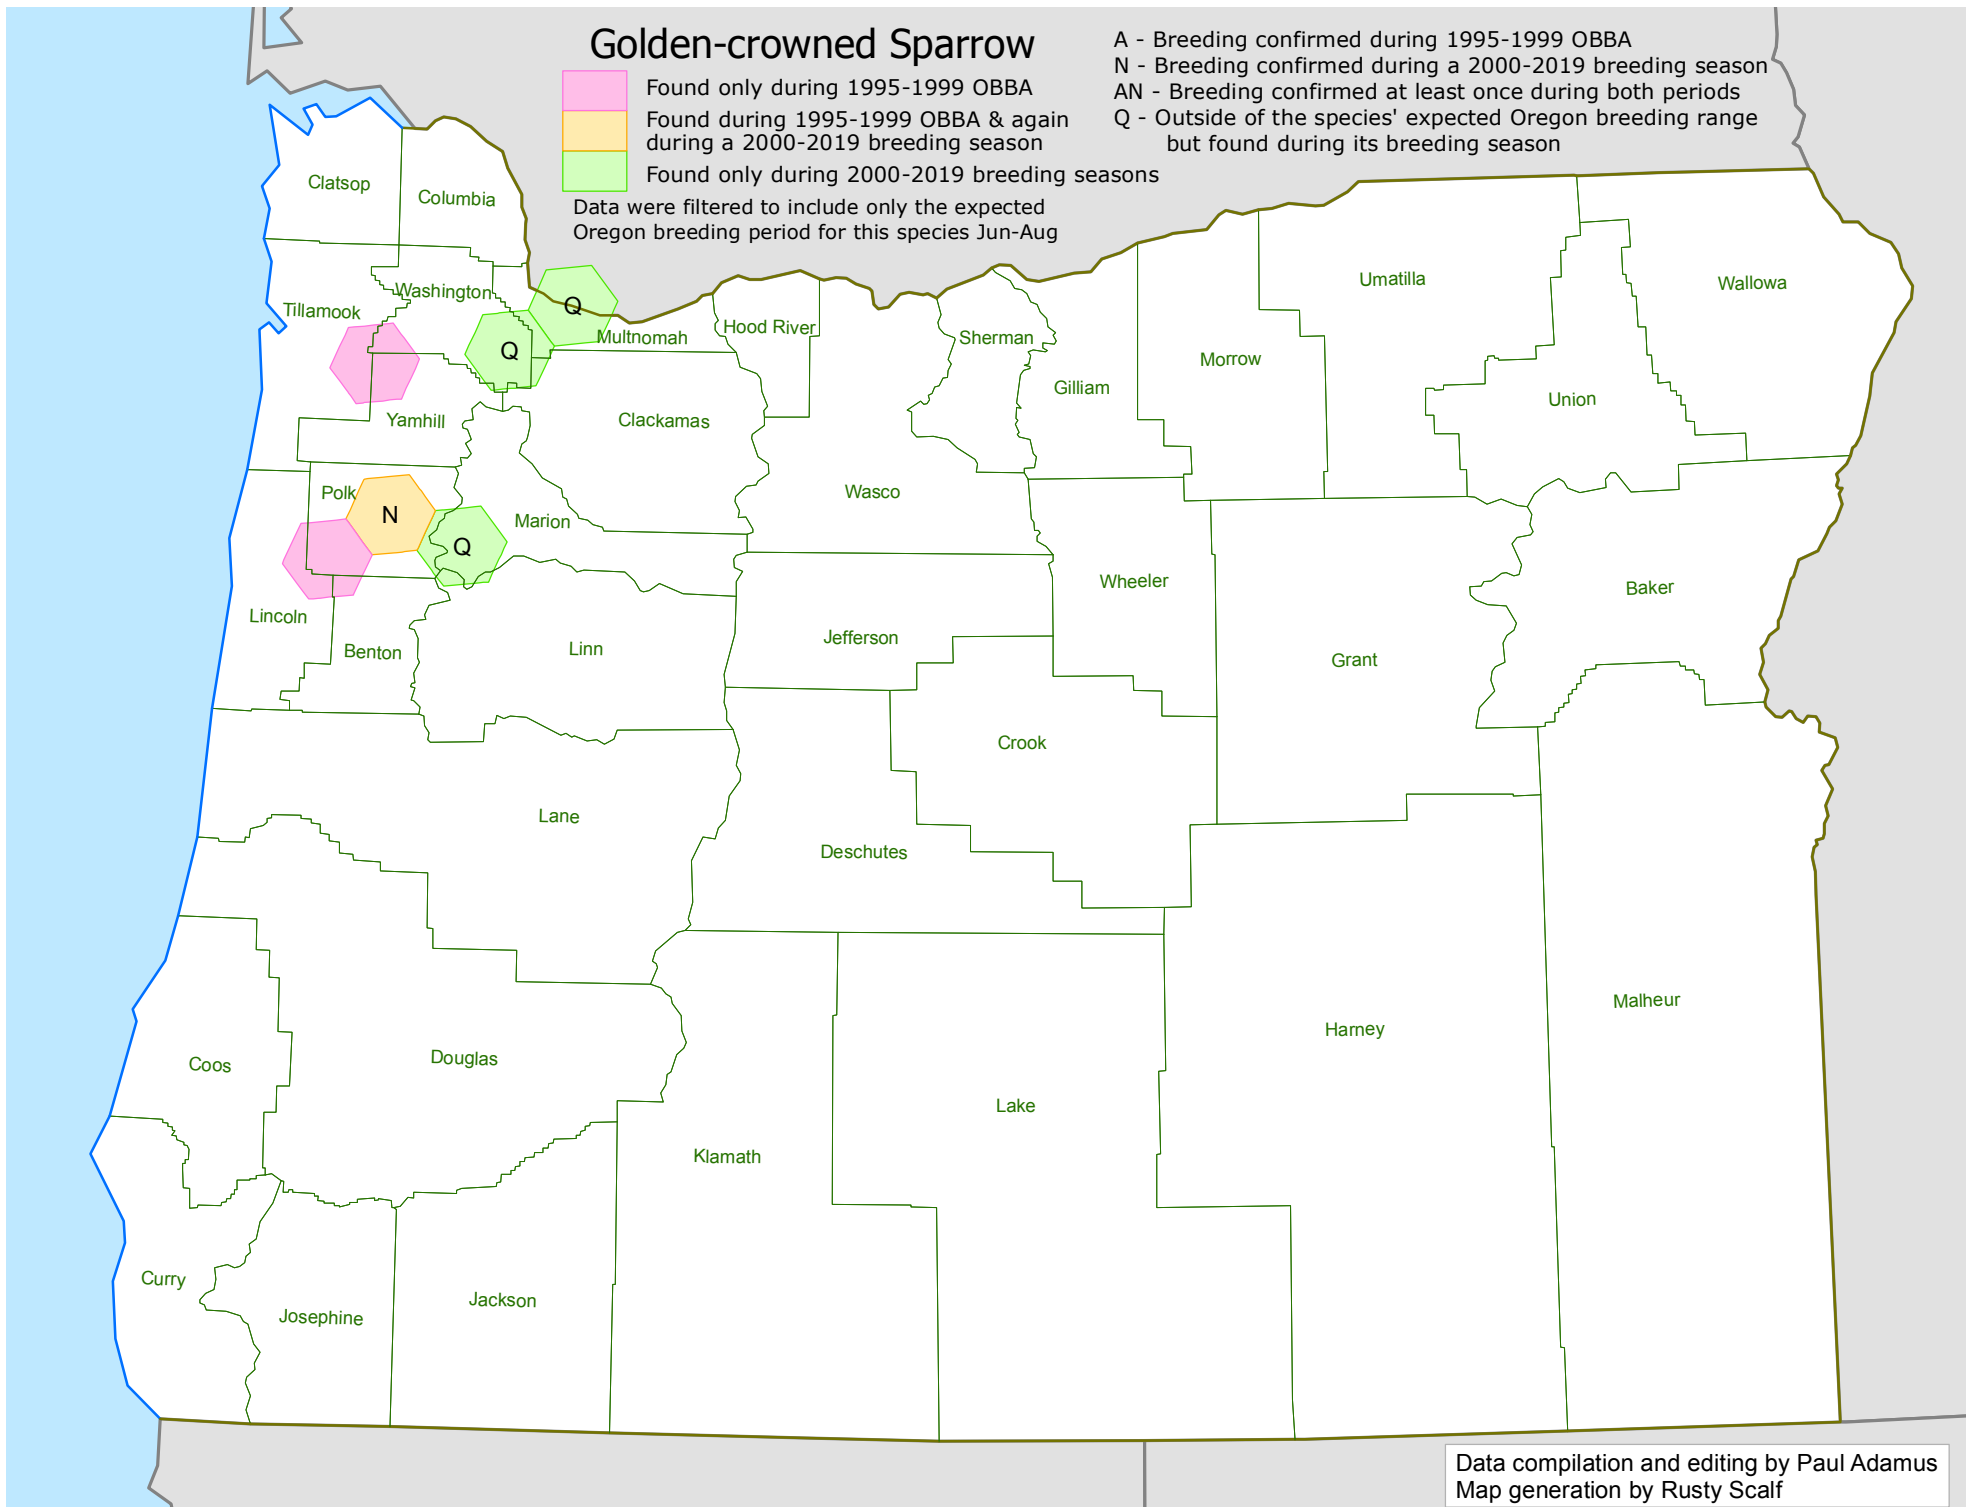 Golden-crowned Sparrow
Found only during 1995-1999 OBBA
Found during 1995-1999 OBBA & again
during a 2000-2019 breeding season
Found only during 2000-2019 breeding seasons
Data were filtered to include only the expected
Oregon breeding period for this species Jun-Aug
A - Breeding confirmed during 1995-1999 OBBA
N - Breeding confirmed during a 2000-2019 breeding season
AN - Breeding confirmed at least once during both periods
Q - Outside of the species' expected Oregon breeding range
but found during its breeding season
Clatsop
Columbia
Tillamook
Washington
Q
Q
Multnomah
Hood River
Sherman
Gilliam
Morrow
Umatilla
Union
Wallowa
Yamhill
Clackamas
Wasco
Polk
N
Q
Marion
Wheeler
Baker
Lincoln
Benton
Linn
Jefferson
Grant
Crook
Lane
Deschutes
Coos
Douglas
Lake
Harney
Malheur
Klamath
Curry
Josephine
Jackson
Data compilation and editing by Paul Adamus
Map generation by Rusty Scalf